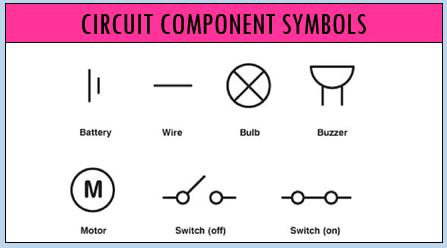 CIRCUIT COMPONENT SYMBOLS
Battery Wire Bulb Buzzer
M
Motor Switch (off) Switch (on)